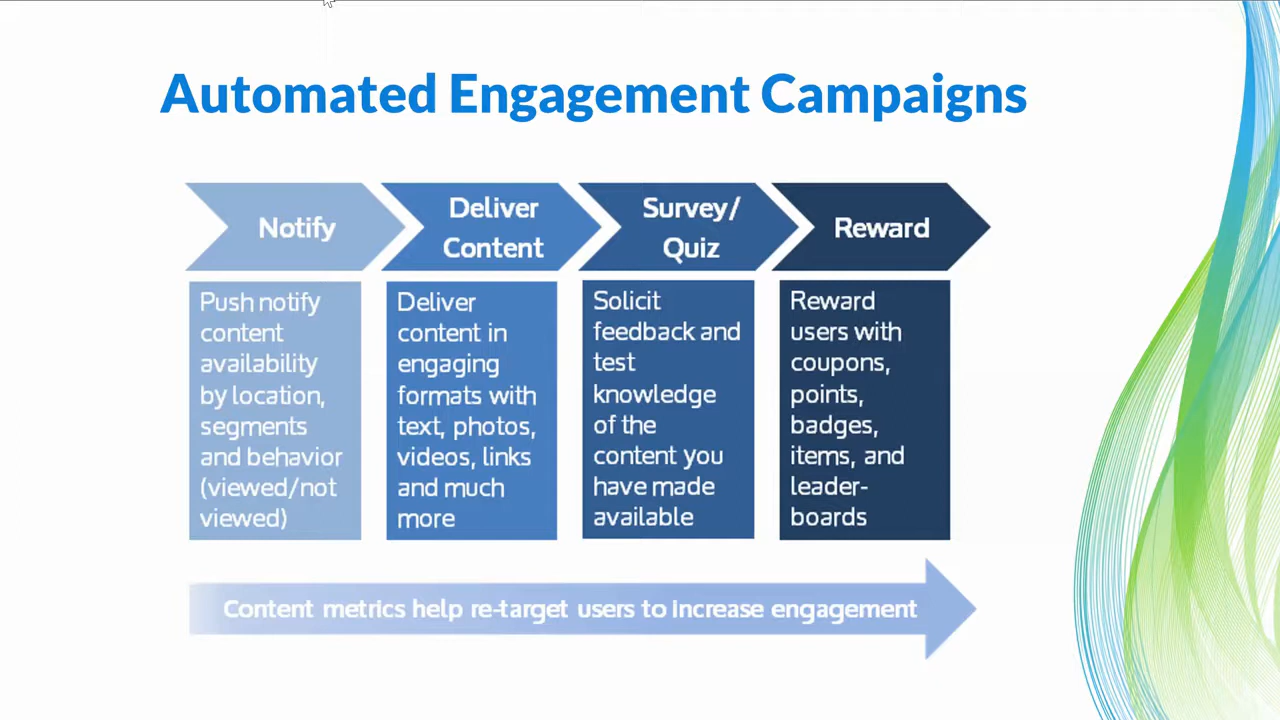 Automated Engagement Campaigns
Notify
Deliver
Content
Survey/
Quiz
Reward
Push notify
content
availability
by location,
segments
and behavior
(viewed/not
viewed)
Deliver
content in
engaging
formats with
text, photos,
videos, links
and much
more
Solicit
feedback and
test
knowledge
of the
content you
have made
available
Reward
users with
coupons,
points,
badges,
items, and
leader-
boards
Content metrics help re-target users to increase engagement